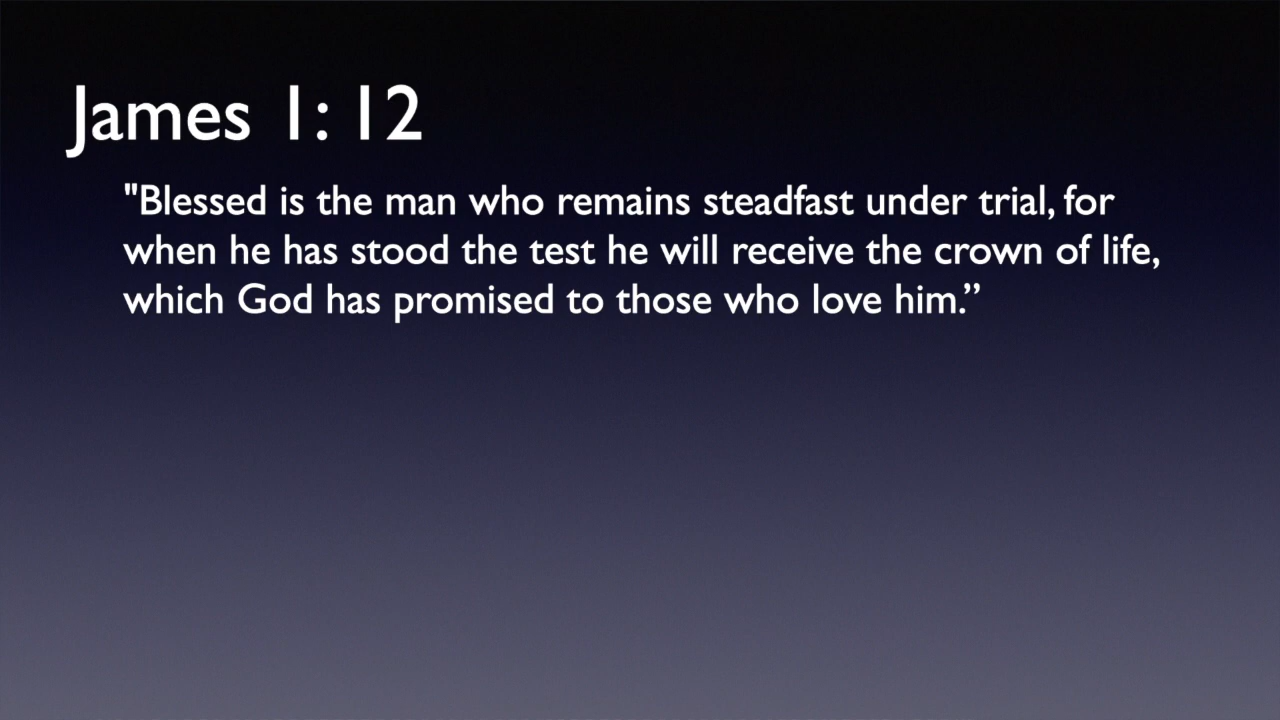 James 1: 12
"Blessed is the man who remains steadfast under trial, for
when he has stood the test he will receive the crown of life,
which God has promised to those who love him.”